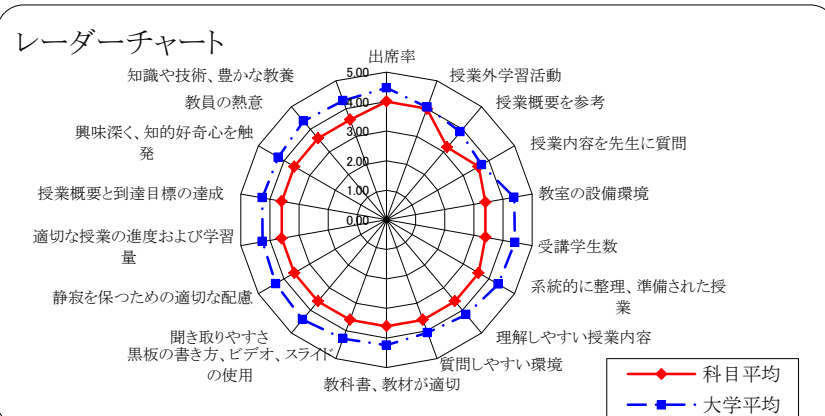 レーダーチャート
出席率
授業外学習活動
授業概要を参考
授業内容を先生に質問
教室の設備環境
受講学生数
系統的に整理、準備された授
業
理解しやすい授業内容
質問しやすい環境
教科書、教材が適切
黒板の書き方、ビデオ、スライド
の使用
聞き取りやすさ
静寂を保つための適切な配慮
適切な授業の進度および学習
量
授業概要と到達目標の達成
興味深く、知的好奇心を触
発
教員の熱意
知識や技術、豊かな教養
5.00
4.00
3.00
2.00
1.00
0.00
科目平均
大学平均